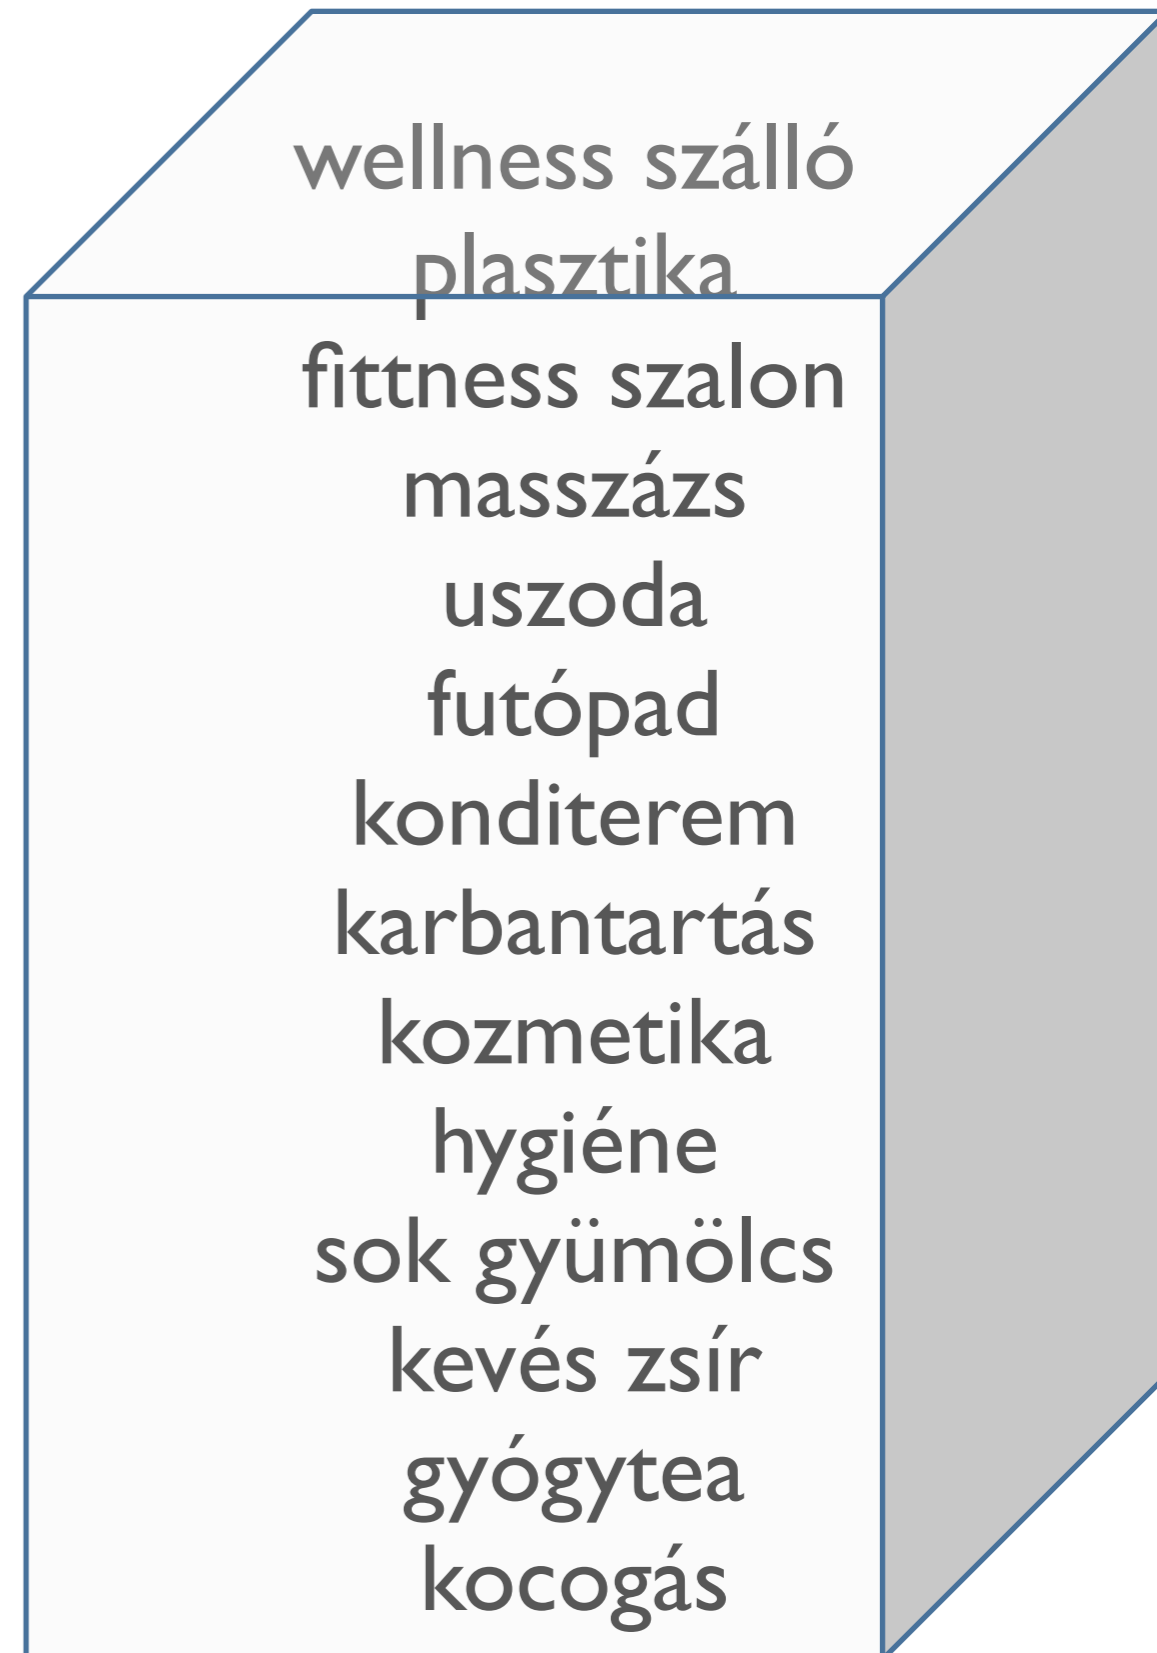 wellness szálló
plasztika
fittness szalon
masszázs
uszoda
futópad
konditerem
karbantartás
kozmetika
hygiéne
sok gyümölcs
kevés zsír
gyógytea
kocogás